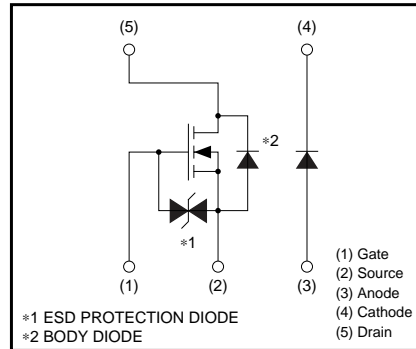 (5) (4)
∗2
∗1
(1) (2) (3)
(1) Gate
(2) Source
(3) Anode
(4) Cathode
(5) Drain
∗1 ESD PROTECTION DIODE
∗2 BODY DIODE